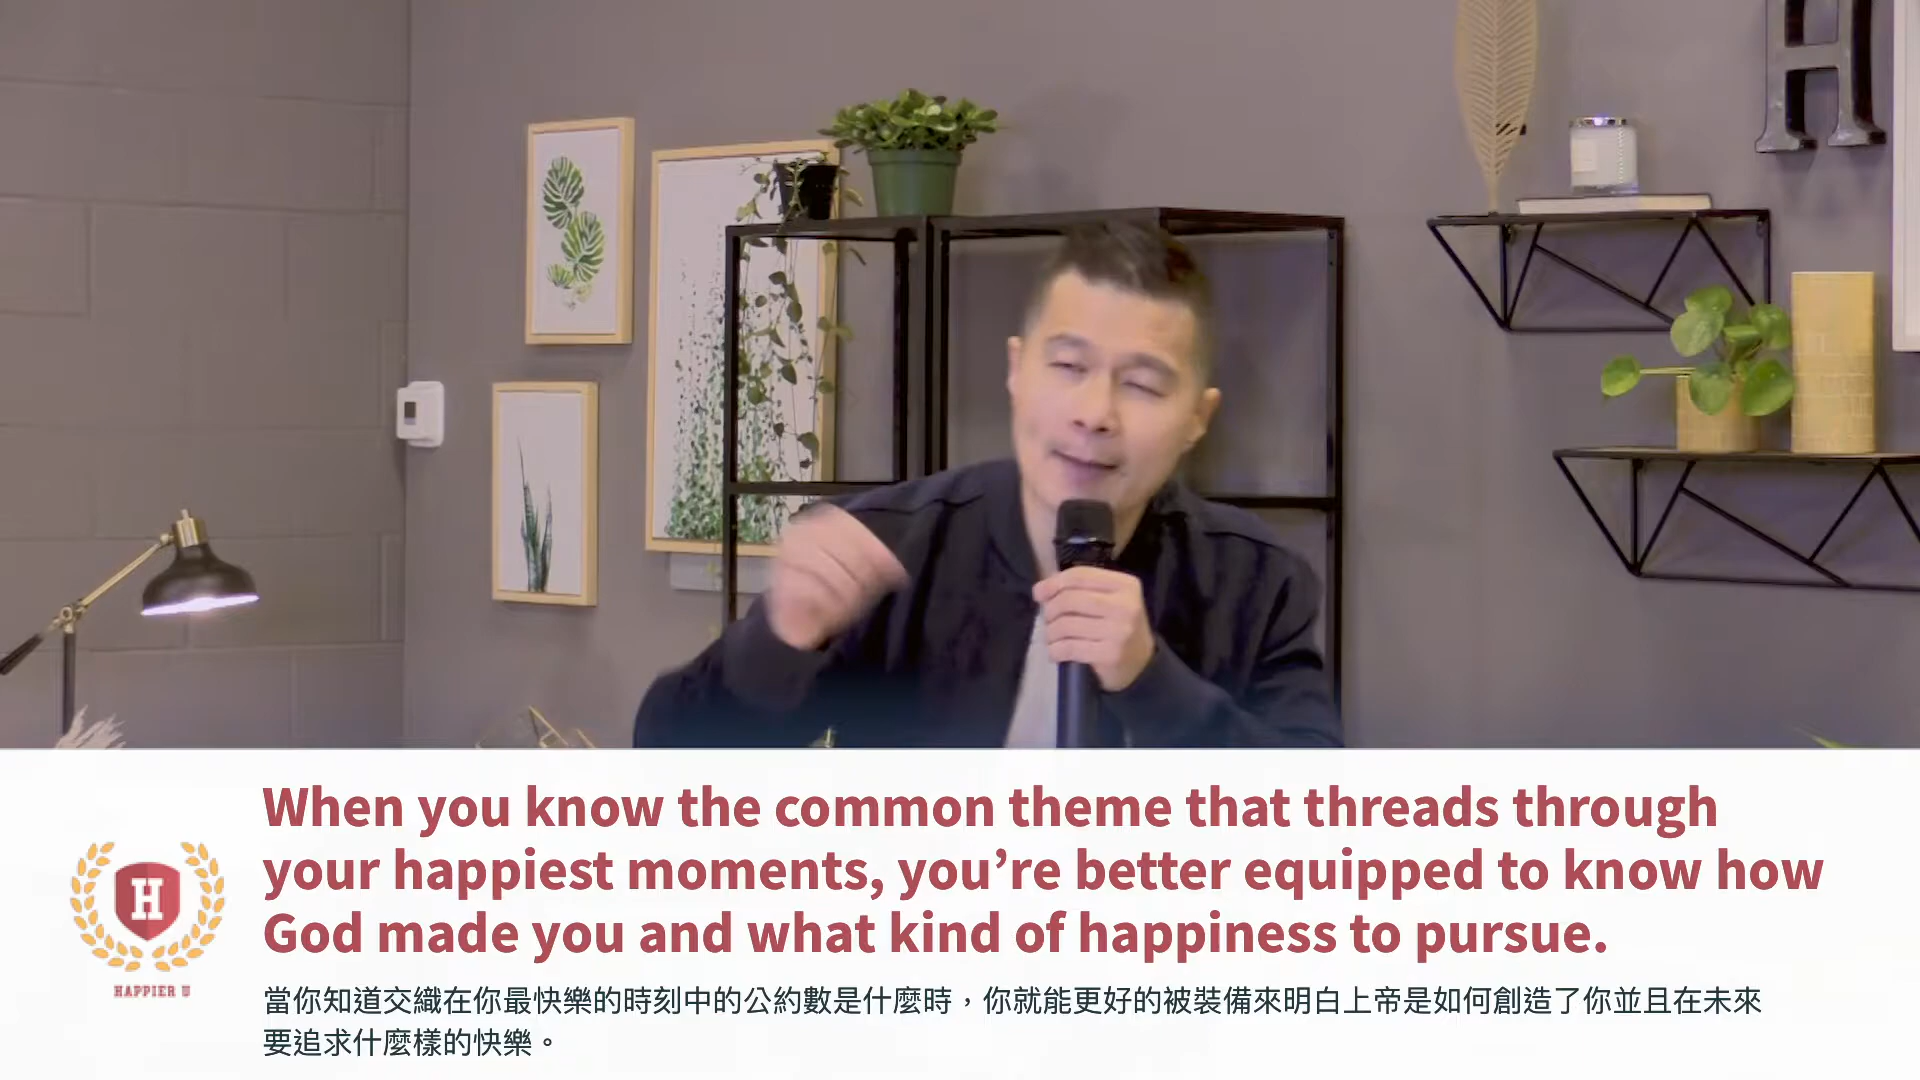 H
H
HAPPIER U
When you know the common theme that threads through
your happiest moments, you’re better equipped to know how
God made you and what kind of happiness to pursue.
當你知道交織在你最快樂的時刻中的公約數是什麼時，你就能更好的被裝備來明白上帝是如何創造了你並且在未來
要追求什麼樣的快樂。